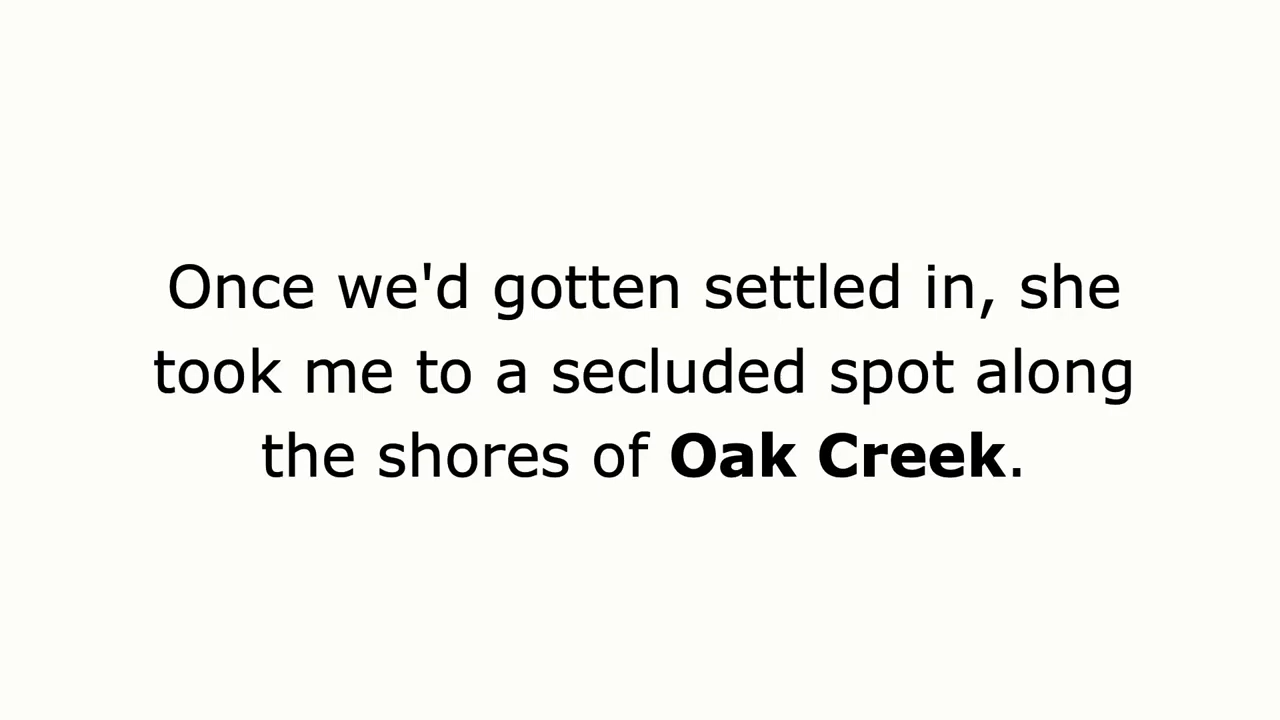 Once we'd gotten settled in, she
took me to a secluded spot along
the shores of Oak Creek.